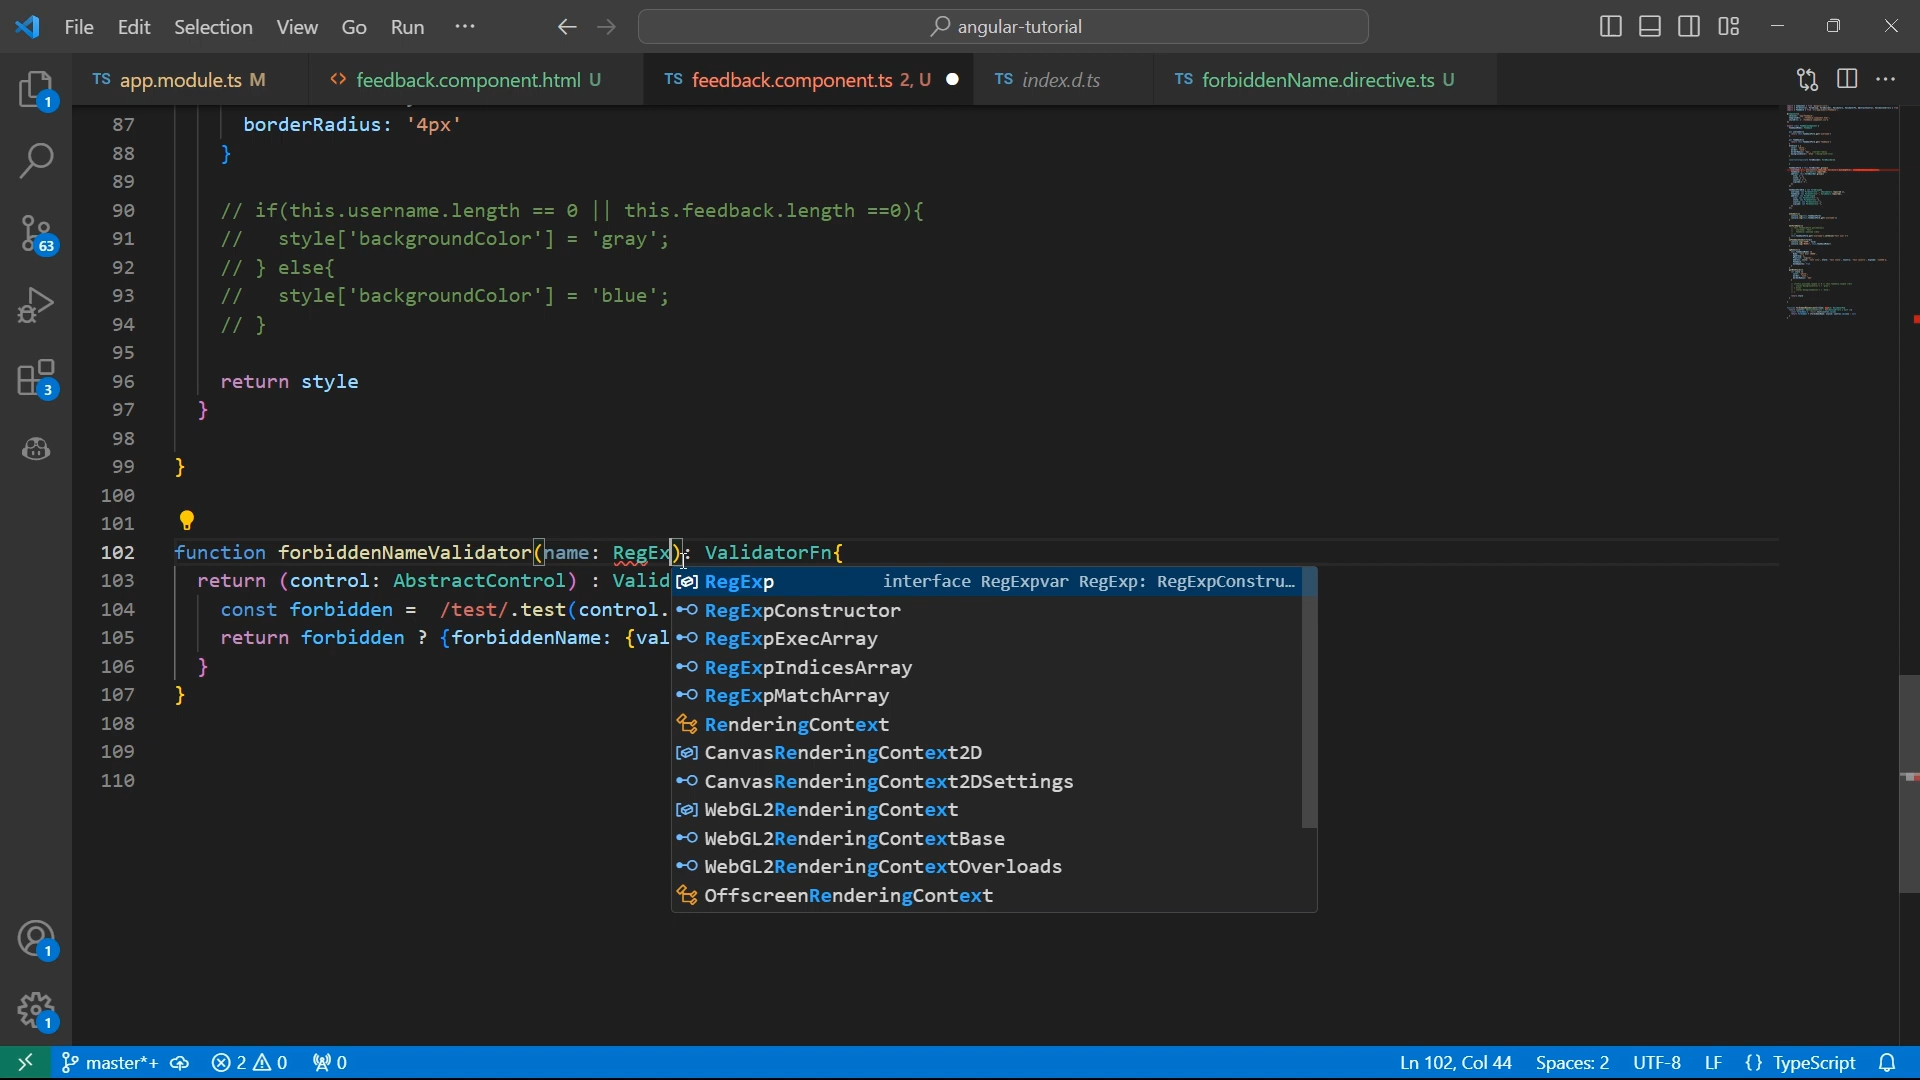 File Edit Selection View Go Run ··· angular-tutorial
TS app.module.ts M <> feedback.component.html U TS feedback.component.ts 2, U TS index.d.ts TS forbiddenName.directive.ts U
87 borderRadius: '4px'
88 }
89
90 // if(this.username.length == 0 || this.feedback.length ==0){
91 // style['backgroundColor'] = 'gray';
92 // } else{
93 // style['backgroundColor'] = 'blue';
94 // }
95
96 return style
97 }
98
99 }
100
101
102 function forbiddenNameValidator(name: RegEx): ValidatorFn{
103 return (control: AbstractControl) : Valid
104 const forbidden = /test/.test(control.
105 return forbidden ? {forbiddenName: {val
106 }
107 }
108
109
110
RegExp interface RegExpvar RegExp: RegExpConstru...
RegExpConstructor
RegExpExecArray
RegExpIndicesArray
RegExpMatchArray
RenderingContext
CanvasRenderingContext2D
CanvasRenderingContext2DSettings
WebGL2RenderingContext
WebGL2RenderingContextBase
WebGL2RenderingContextOverloads
OffscreenRenderingContext
1
63
3
1
1
master*+ 2 0 0 Ln 102, Col 44 Spaces: 2 UTF-8 LF {} TypeScript